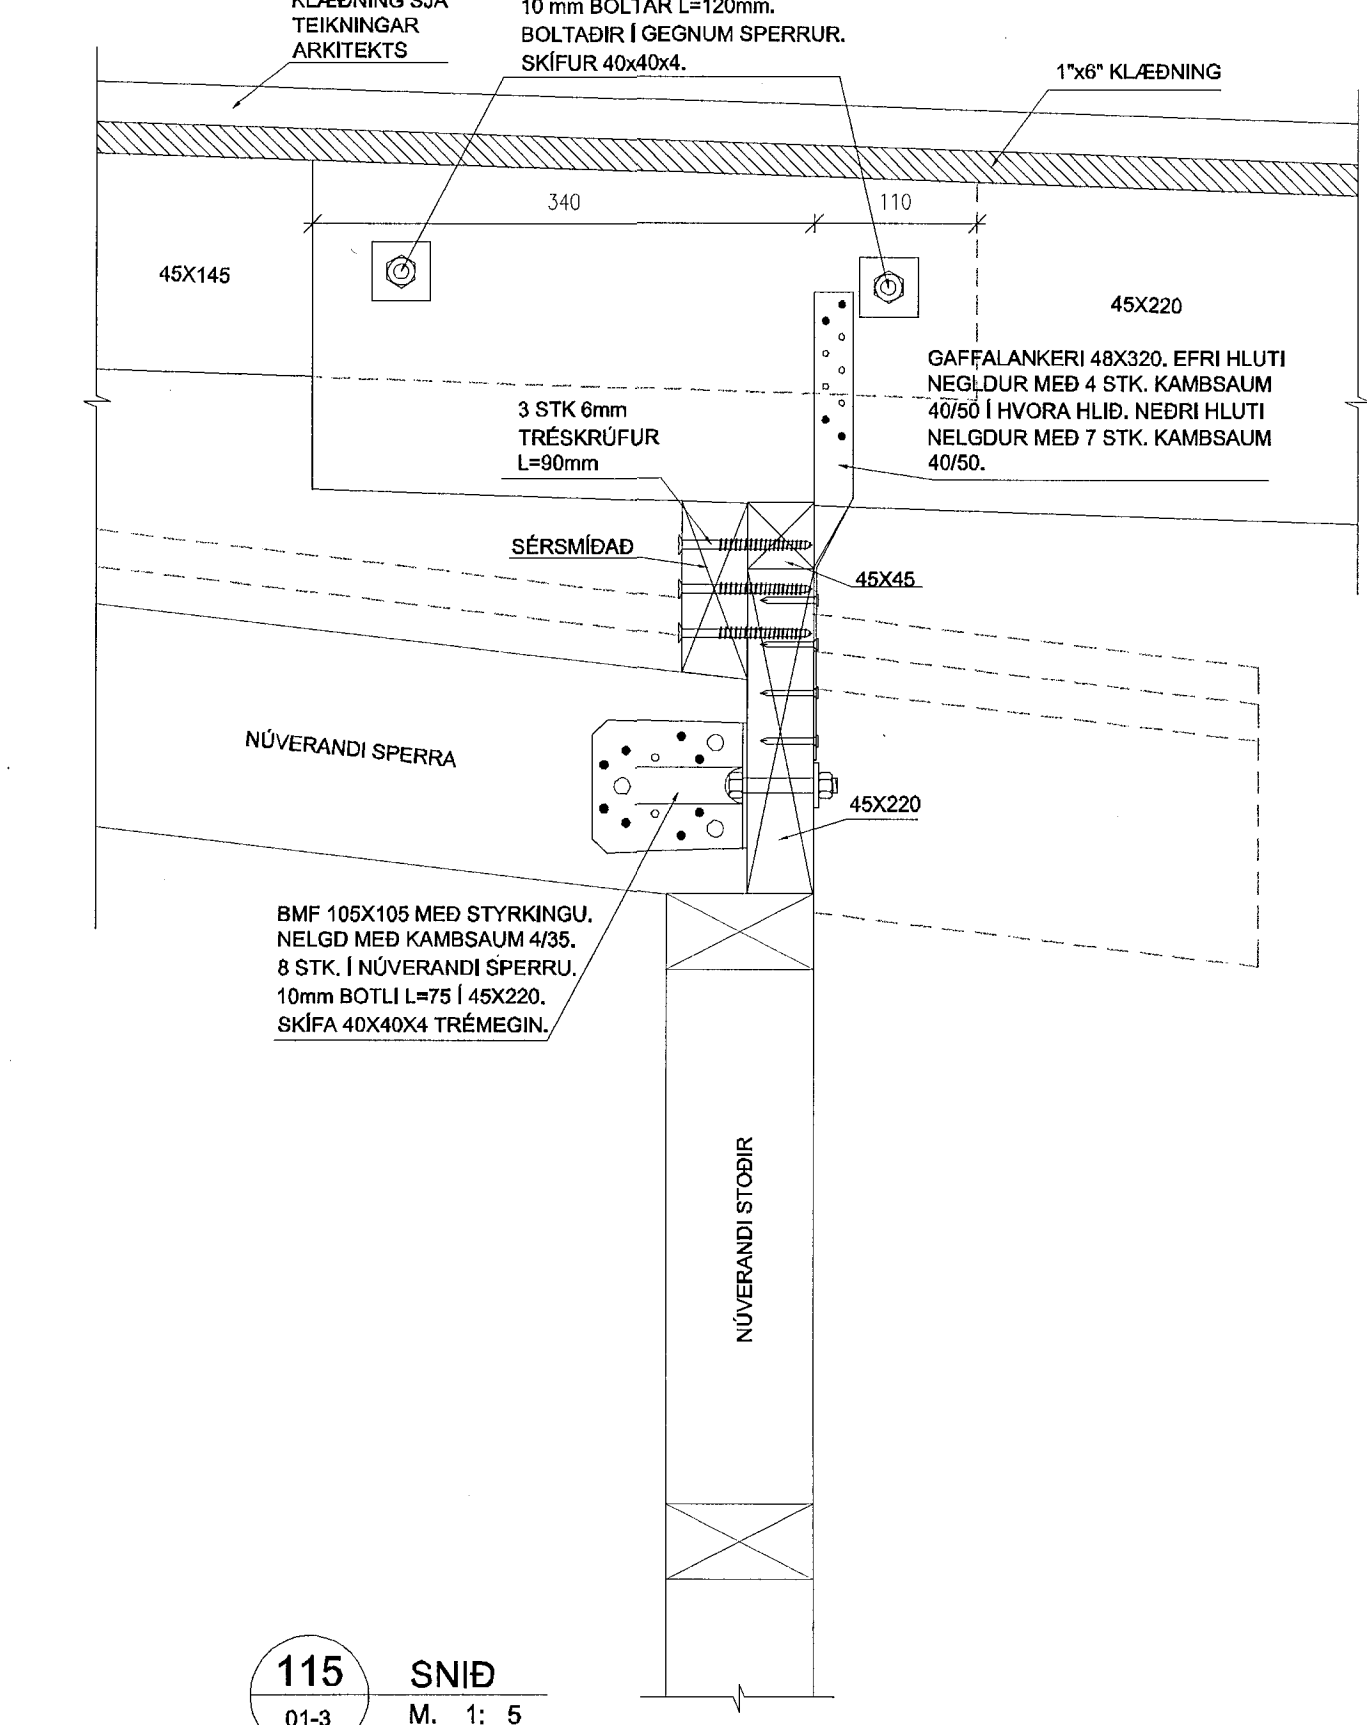 KLÆÐNING SJÁ
TEIKNINGAR
ARKITEKTS
10 mm BOLTAR L=120mm.
BOLTAÐIR Í GEGNUM SPERRUR.
SKÍFUR 40x40x4.
1"x6" KLÆÐNING
340
110
45X145
45X220
GAFFALANKERI 48X320. EFRI HLUTI
NEGLDUR MEÐ 4 STK. KAMBSAUM
40/50 Í HVORA HLIÐ. NEÐRI HLUTI
NELGDUR MEÐ 7 STK. KAMBSAUM
40/50.
3 STK 6mm
TRÉSKRÚFUR
L=90mm
SÉRSMÍÐAÐ
45X45
NÚVERANDI SPERRA
45X220
BMF 105X105 MEÐ STYRKINGU.
NELGD MEÐ KAMBSAUM 4/35.
8 STK. Í NÚVERANDI SPERRU.
10mm BOTLI L=75 Í 45X220.
SKÍFA 40X40X4 TRÉMEGIN.
NÚVERANDI STOÐIR
115 SNIÐ
01-3 M. 1: 5